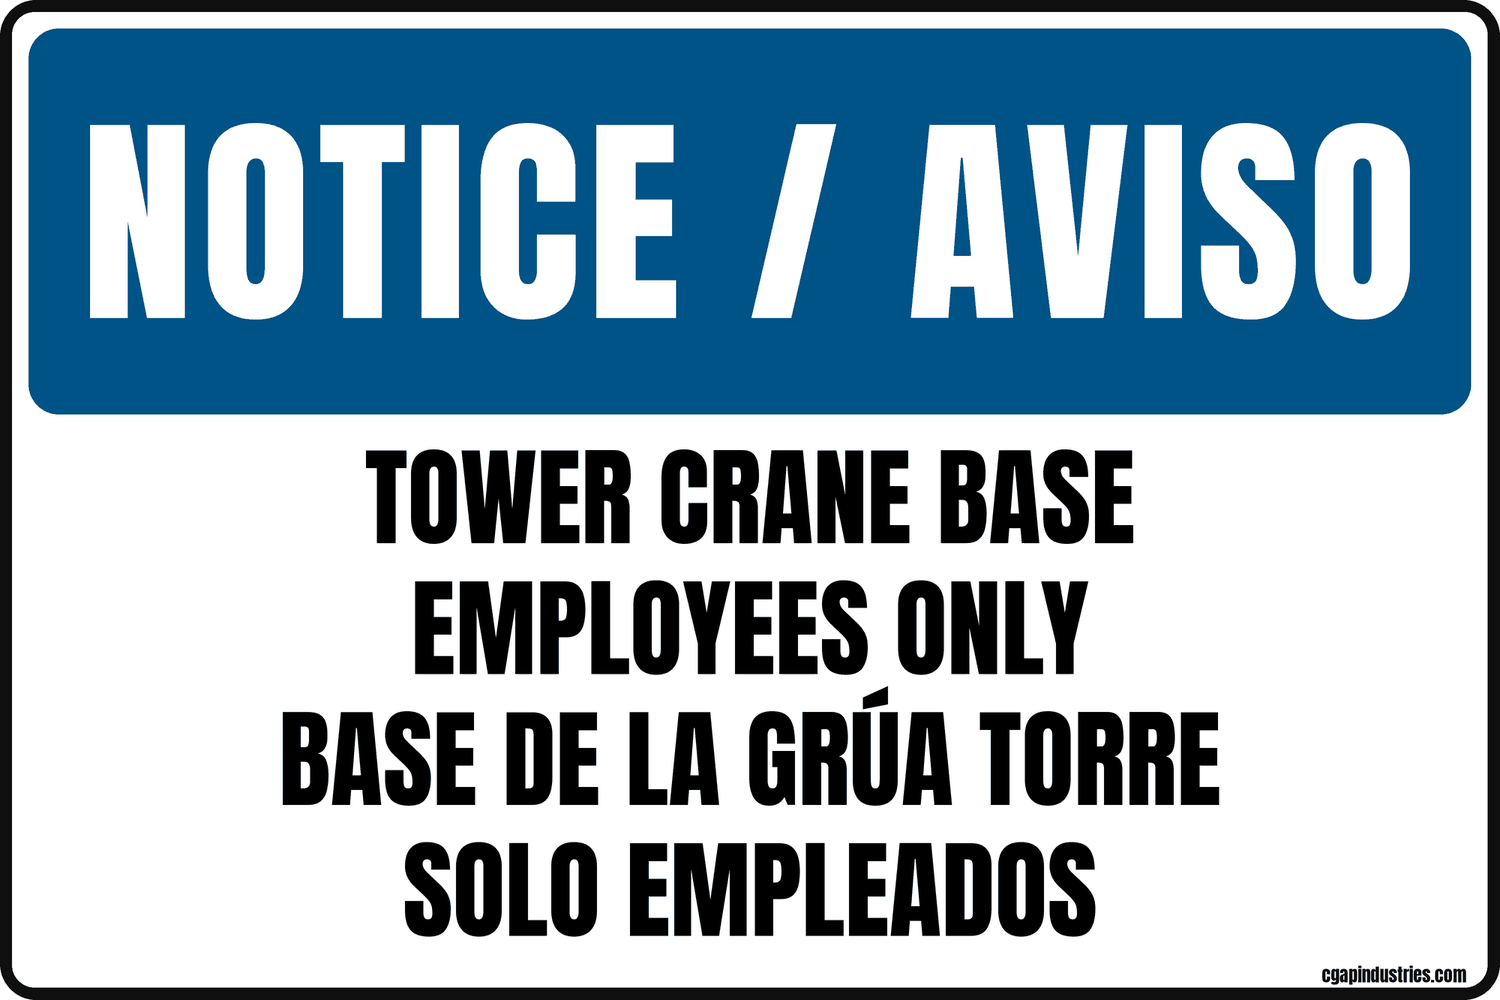 NOTICE / AVISO
TOWER CRANE BASE
EMPLOYEES ONLY
BASE DE LA GRÚA TORRE
SOLO EMPLEADOS
cgapindustries.com